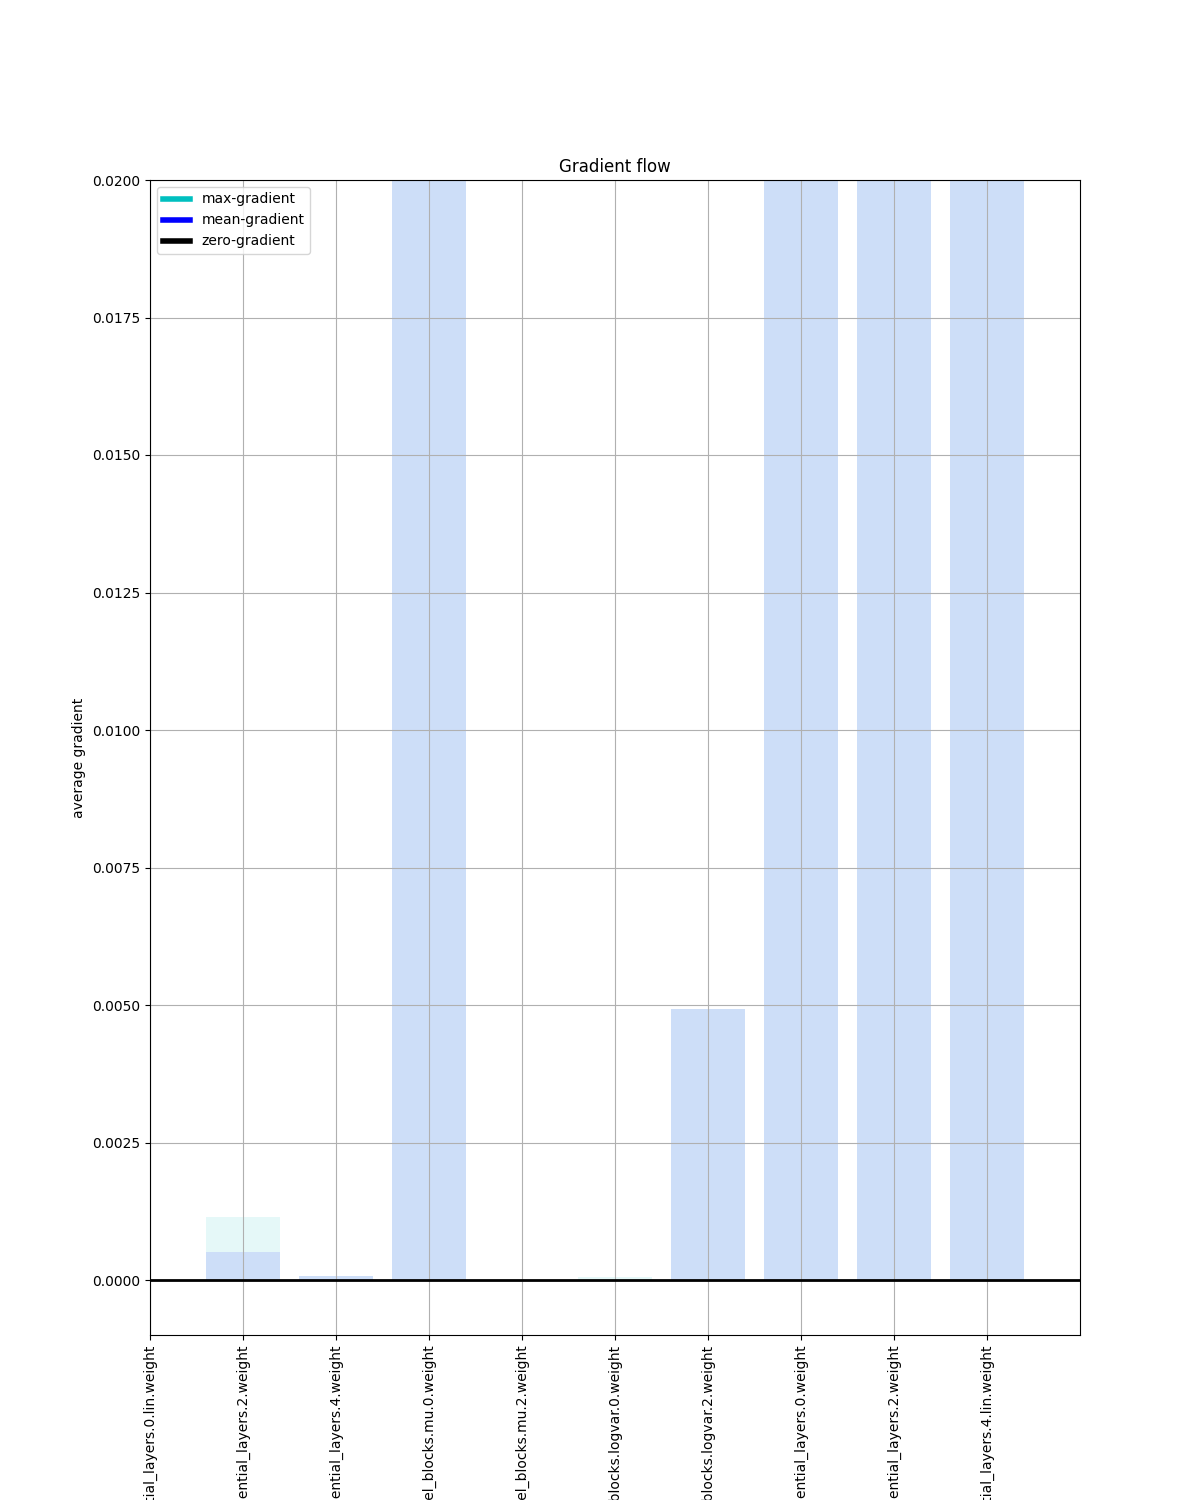 Gradient flow
max-gradient
mean-gradient
zero-gradient
0.0200
0.0175
0.0150
0.0125
0.0100
0.0075
0.0050
0.0025
0.0000
average gradient
tial_layers.0.lin.weight
ential_layers.2.weight
ential_layers.4.weight
el_blocks.mu.0.weight
el_blocks.mu.2.weight
blocks.logvar.0.weight
blocks.logvar.2.weight
ential_layers.0.weight
ential_layers.2.weight
tial_layers.4.lin.weight